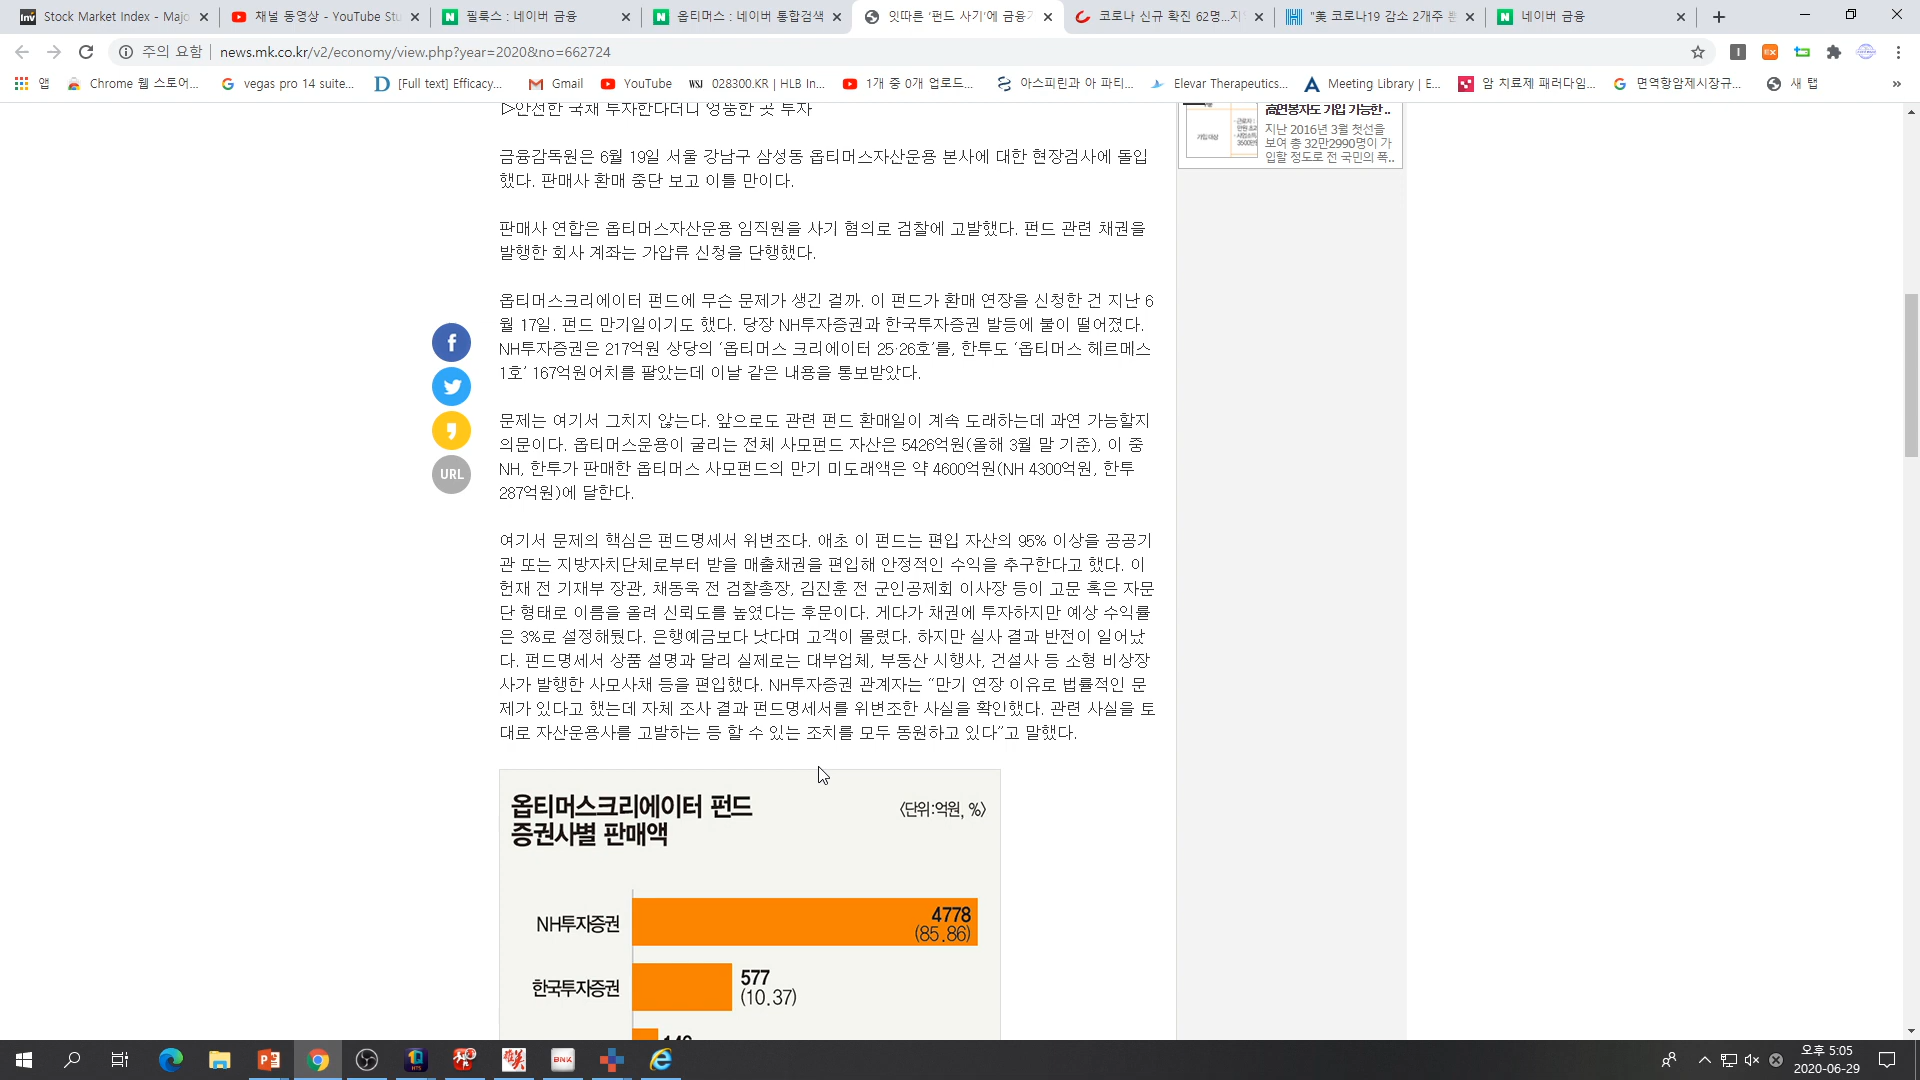 Stock Market Index - Majo
채널 동영상 - YouTube Stu
필룩스 : 네이버 금융
옵티머스 : 네이버 통합검색
잇따른 '펀드 사기'에 금융
코로나 신규 확진 62명...지
"美 코로나19 감소 2개주 뿐
네이버 금융
주의 요함 | news.mk.co.kr/v2/economy/view.php?year=2020&no=662724
앱 Chrome 웹 스토어... vegas pro 14 suite... [Full text] Efficacy... Gmail YouTube WSJ 028300.KR | HLB In... 1개 중 0개 업로드... 아스피린과 아 파티... Elevar Therapeutics... Meeting Library | E... 암 치료제 패러다임... 면역항암제시장규... 새 탭 »
▷안전한 국채 투자한다더니 엉뚱한 곳 투자
금융감독원은 6월 19일 서울 강남구 삼성동 옵티머스자산운용 본사에 대한 현장검사에 돌입
했다. 판매사 환매 중단 보고 이틀 만이다.
판매사 연합은 옵티머스자산운용 임직원을 사기 혐의로 검찰에 고발했다. 펀드 관련 채권을
발행한 회사 계좌는 가압류 신청을 단행했다.
옵티머스크리에이터 펀드에 무슨 문제가 생긴 걸까. 이 펀드가 환매 연장을 신청한 건 지난 6
월 17일. 펀드 만기일이기도 했다. 당장 NH투자증권과 한국투자증권 발등에 불이 떨어졌다.
NH투자증권은 217억원 상당의 ‘옵티머스 크리에이터 25·26호’를, 한투도 ‘옵티머스 헤르메스
1호’ 167억원어치를 팔았는데 이날 같은 내용을 통보받았다.
문제는 여기서 그치지 않는다. 앞으로도 관련 펀드 환매일이 계속 도래하는데 과연 가능할지
의문이다. 옵티머스운용이 굴리는 전체 사모펀드 자산은 5426억원(올해 3월 말 기준), 이 중
NH, 한투가 판매한 옵티머스 사모펀드의 만기 미도래액은 약 4600억원(NH 4300억원, 한투
287억원)에 달한다.
여기서 문제의 핵심은 펀드명세서 위변조다. 애초 이 펀드는 편입 자산의 95% 이상을 공공기
관 또는 지방자치단체로부터 받을 매출채권을 편입해 안정적인 수익을 추구한다고 했다. 이
헌재 전 기재부 장관, 채동욱 전 검찰총장, 김진훈 전 군인공제회 이사장 등이 고문 혹은 자문
단 형태로 이름을 올려 신뢰도를 높였다는 후문이다. 게다가 채권에 투자하지만 예상 수익률
은 3%로 설정해뒀다. 은행예금보다 낫다며 고객이 몰렸다. 하지만 실사 결과 반전이 일어났
다. 펀드명세서 상품 설명과 달리 실제로는 대부업체, 부동산 시행사, 건설사 등 소형 비상장
사가 발행한 사모사채 등을 편입했다. NH투자증권 관계자는 “만기 연장 이유로 법률적인 문
제가 있다고 했는데 자체 조사 결과 펀드명세서를 위변조한 사실을 확인했다. 관련 사실을 토
대로 자산운용사를 고발하는 등 할 수 있는 조치를 모두 동원하고 있다”고 말했다.
URL
高면봉자도 가입 가능한 ..
지난 2016년 3월 첫선을
보여 총 32만2990명이 가
입할 정도로 전 국민의 폭..
가입대상
옵티머스크리에이터 펀드
증권사별 판매액
〈단위:억원, %〉
NH투자증권
4778
(85.86)
한국투자증권
577
(10.37)
BNK
오후 5:05
2020-06-29